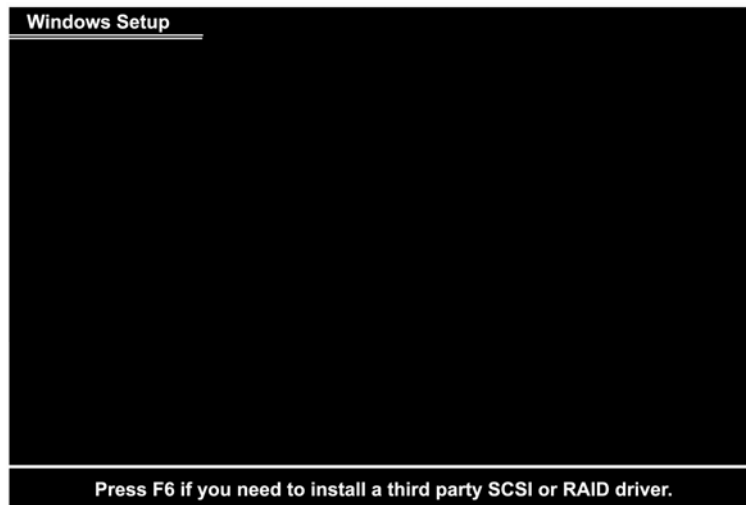 Windows Setup
Press F6 if you need to install a third party SCSI or RAID driver.